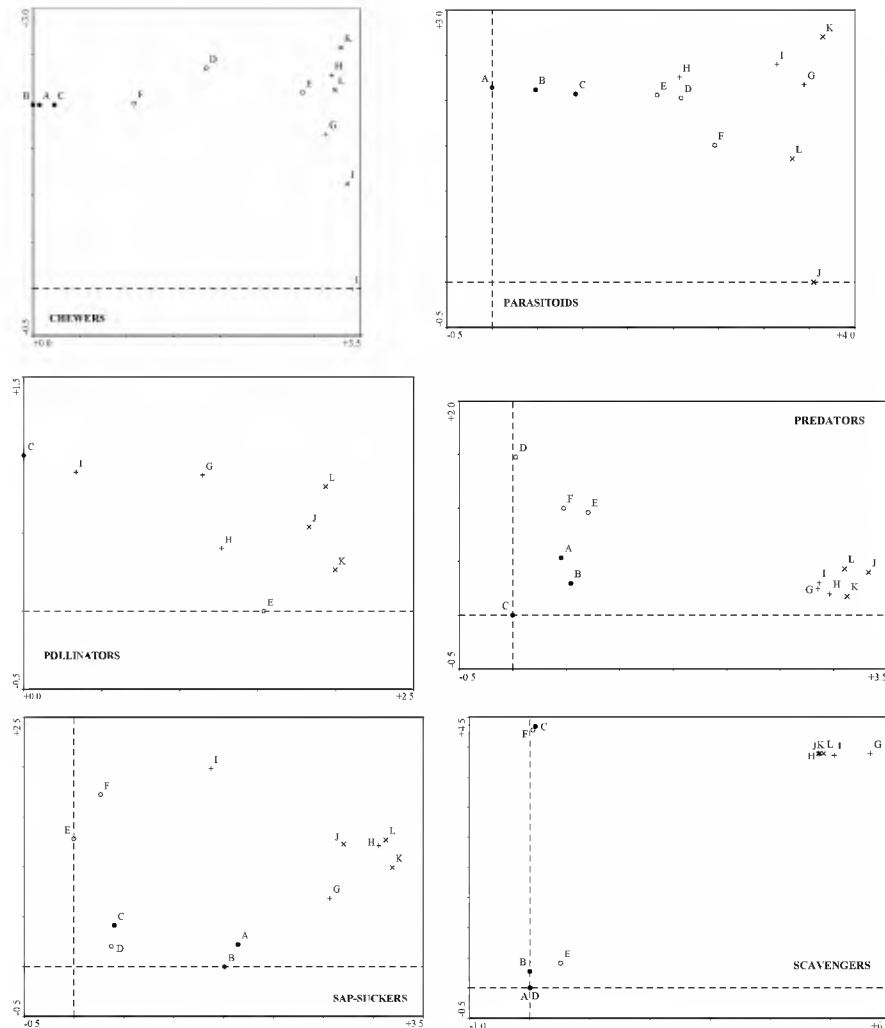 +3.0
K
D
H
E
L
B A C
F
G
I
I
CHEWERS
-0.5
+0.0
+5.5
+3.0
K
I
H
G
A
B
C
E
D
F
L
J
PARASITOIDS
-0.5
-0.5
+4.0
+1.5
C
I
G
L
J
H
K
E
POLLINATORS
-0.5
+0.0
+2.5
+2.0
PREDATORS
D
F
E
A
B
L
J
I
G
H
K
C
-0.5
-0.5
+3.5
+2.5
I
F
E
J
H
L
K
G
C
D
A
B
SAP-SUCKERS
-0.5
-0.5
+3.5
+4.5
F
C
J K L I
H
G
B
E
A D
SCAVENGERS
-0.5
-1.0